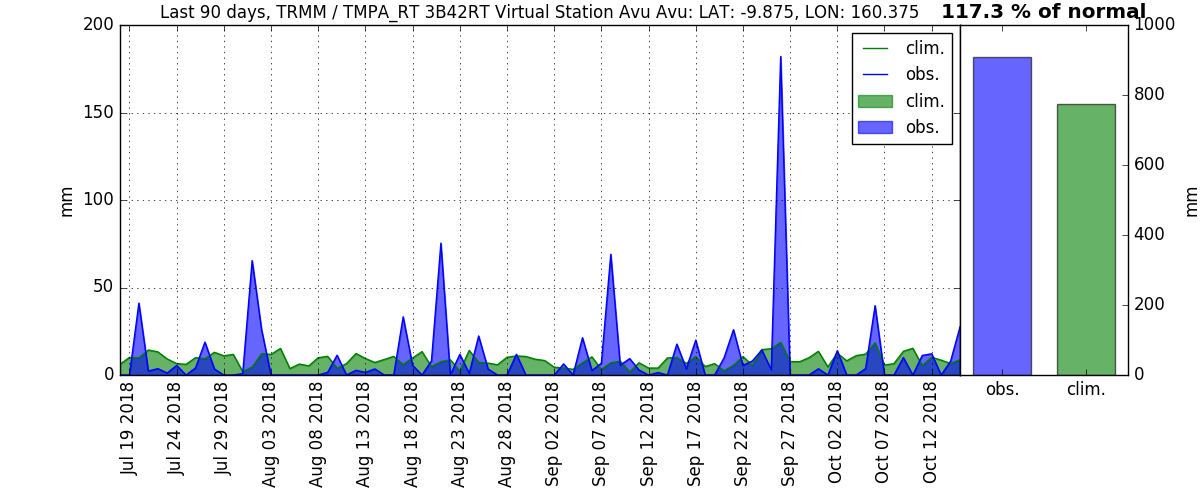 Last 90 days, TRMM / TMPA_RT 3B42RT Virtual Station Avu Avu: LAT: -9.875, LON: 160.375
117.3 % of normal
200
150
100
50
0
mm
clim.
obs.
clim.
obs.
1000
800
600
400
200
0
mm
obs.
clim.
Jul 19 2018
Jul 24 2018
Jul 29 2018
Aug 03 2018
Aug 08 2018
Aug 13 2018
Aug 18 2018
Aug 23 2018
Aug 28 2018
Sep 02 2018
Sep 07 2018
Sep 12 2018
Sep 17 2018
Sep 22 2018
Sep 27 2018
Oct 02 2018
Oct 07 2018
Oct 12 2018